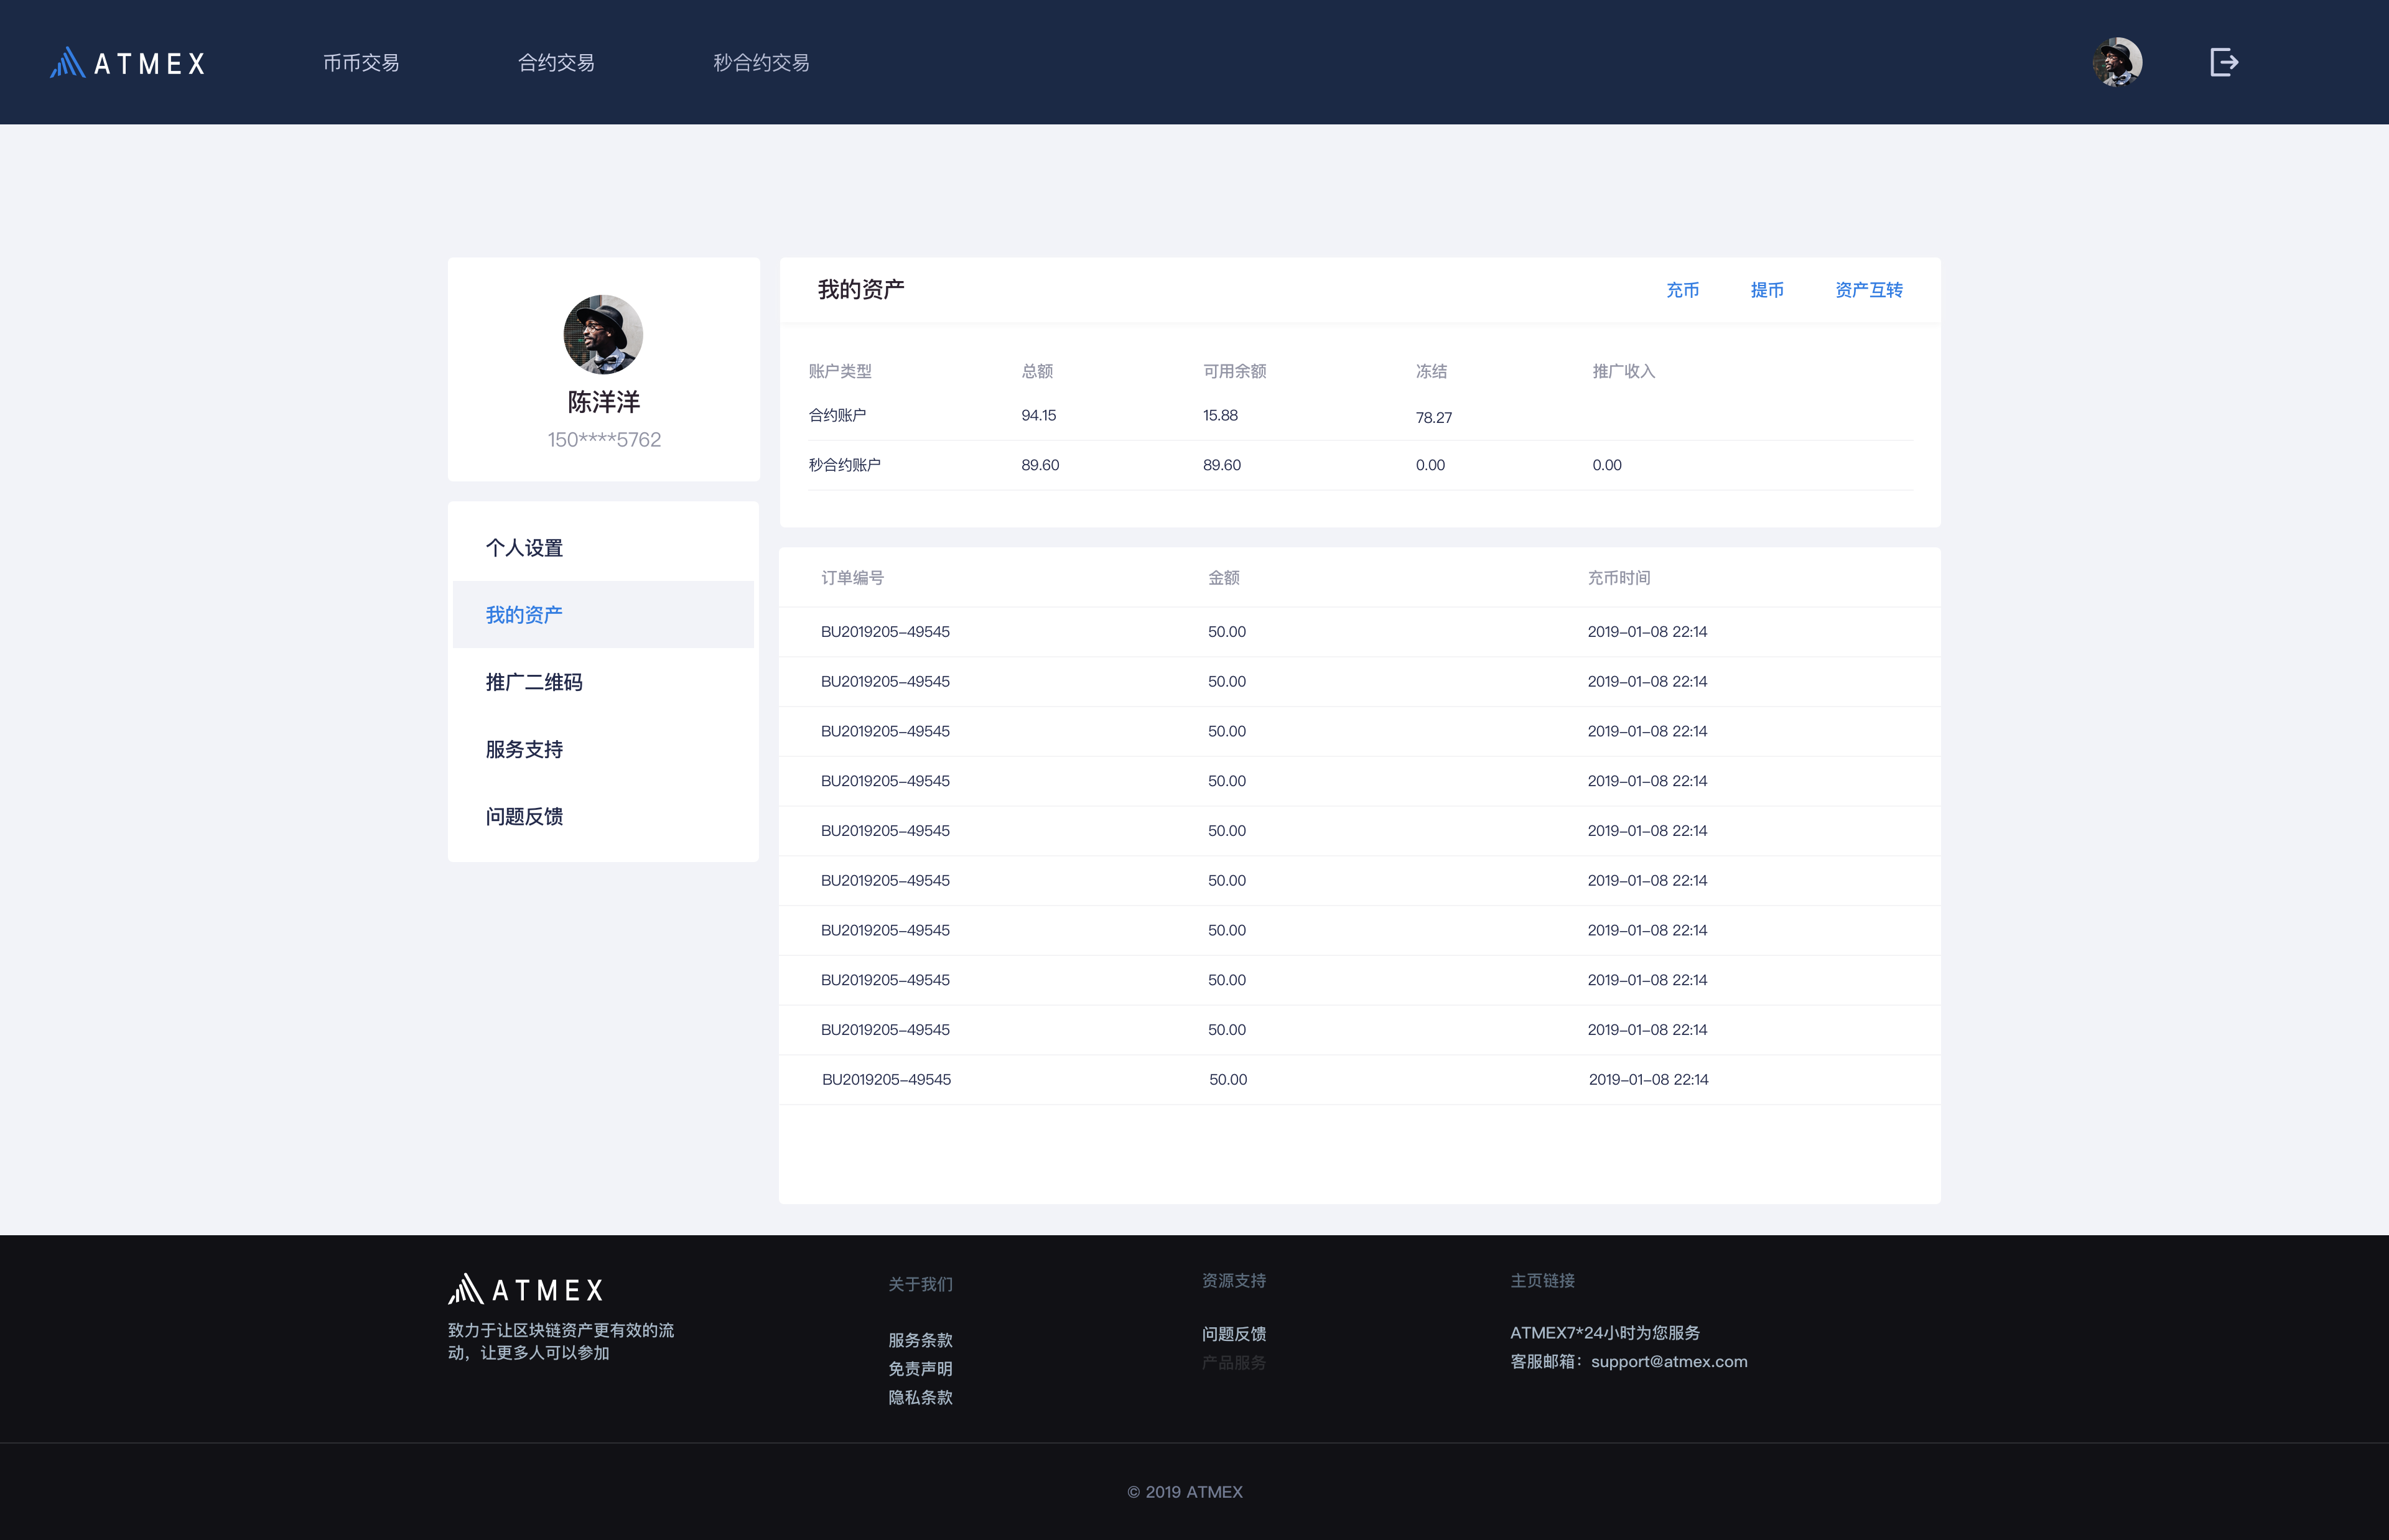 ATMEX 币币交易 合约交易 秒合约交易
陈洋洋
150****5762
个人设置
我的资产
推广二维码
服务支持
问题反馈
我的资产 充币 提币 资产互转
账户类型 总额 可用余额 冻结 推广收入
合约账户 94.15 15.88 78.27
秒合约账户 89.60 89.60 0.00 0.00
订单编号 金额 充币时间
BU2019205-49545 50.00 2019-01-08 22:14
BU2019205-49545 50.00 2019-01-08 22:14
BU2019205-49545 50.00 2019-01-08 22:14
BU2019205-49545 50.00 2019-01-08 22:14
BU2019205-49545 50.00 2019-01-08 22:14
BU2019205-49545 50.00 2019-01-08 22:14
BU2019205-49545 50.00 2019-01-08 22:14
BU2019205-49545 50.00 2019-01-08 22:14
BU2019205-49545 50.00 2019-01-08 22:14
BU2019205-49545 50.00 2019-01-08 22:14
ATMEX
致力于让区块链资产更有效的流
动，让更多人可以参加
关于我们
服务条款
免责声明
隐私条款
资源支持
问题反馈
产品服务
主页链接
ATMEX7*24小时为您服务
客服邮箱：support@atmex.com
© 2019 ATMEX